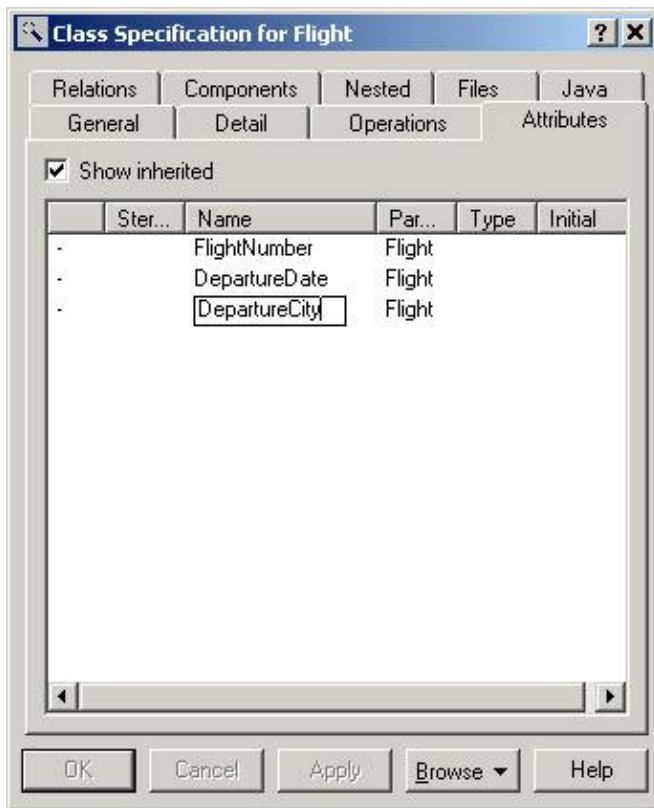 Class Specification for Flight
Relations Components Nested Files Java
General Detail Operations Attributes
Show inherited
Ster... Name Par... Type Initial
- FlightNumber Flight
- DepartureDate Flight
- DepartureCity Flight
OK Cancel Apply Browse Help